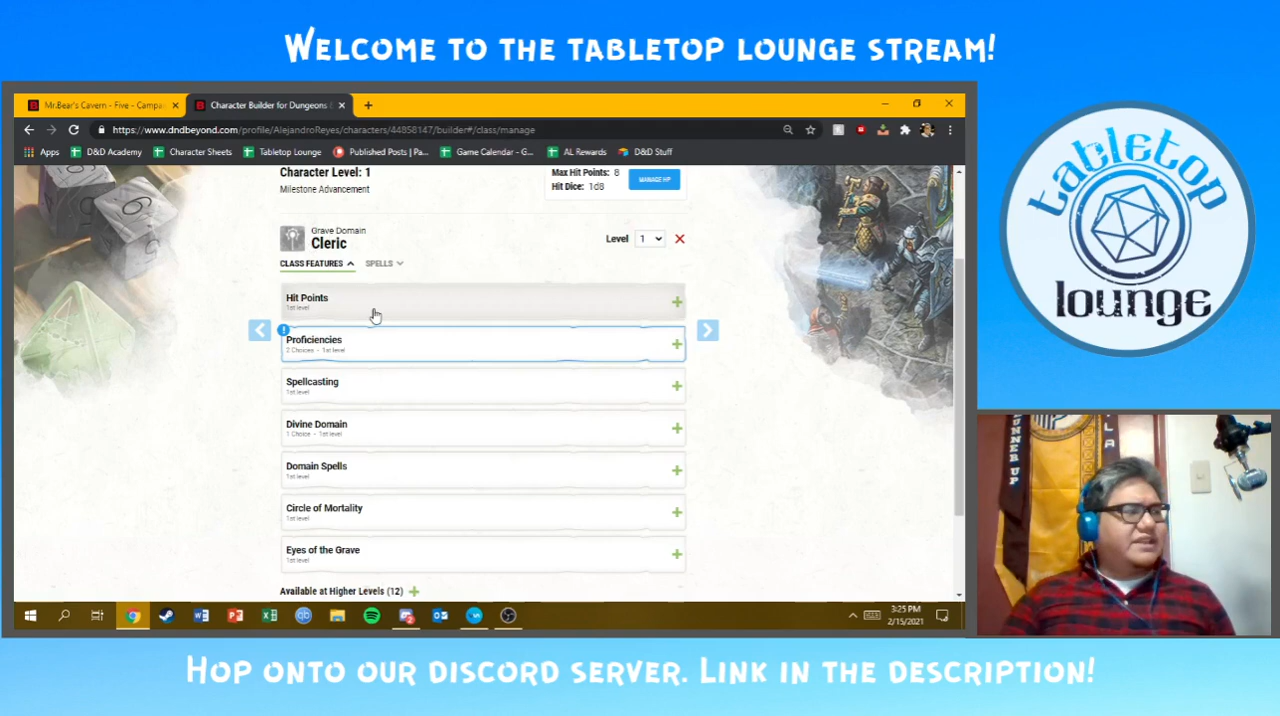 WELCOME TO THE TABLETOP LOUNGE STREAM!
Mr.Bear's Cavern - Five - Campa
Character Builder for Dungeons
https://www.dndbeyond.com/profile/AlejandroReyes/characters/44858147/builder#/class/manage
Apps
D&D Academy
Character Sheets
Tabletop Lounge
Published Posts | Pa...
Game Calendar - G...
AL Rewards
D&D Stuff
Character Level: 1
Milestone Advancement
Max Hit Points: 8
Hit Dice: 1d8
MANAGE HP
Grave Domain
Cleric
Level 1
CLASS FEATURES
SPELLS
Hit Points
1st level
Proficiencies
2 Choices - 1st level
Spellcasting
1st level
Divine Domain
1 Choice - 1st level
Domain Spells
1st level
Circle of Mortality
1st level
Eyes of the Grave
1st level
Available at Higher Levels (12)
3:25 PM
2/15/2021
tabletop
lounge
UNNER UP
LA
HOP ONTO OUR DISCORD SERVER. LINK IN THE DESCRIPTION!